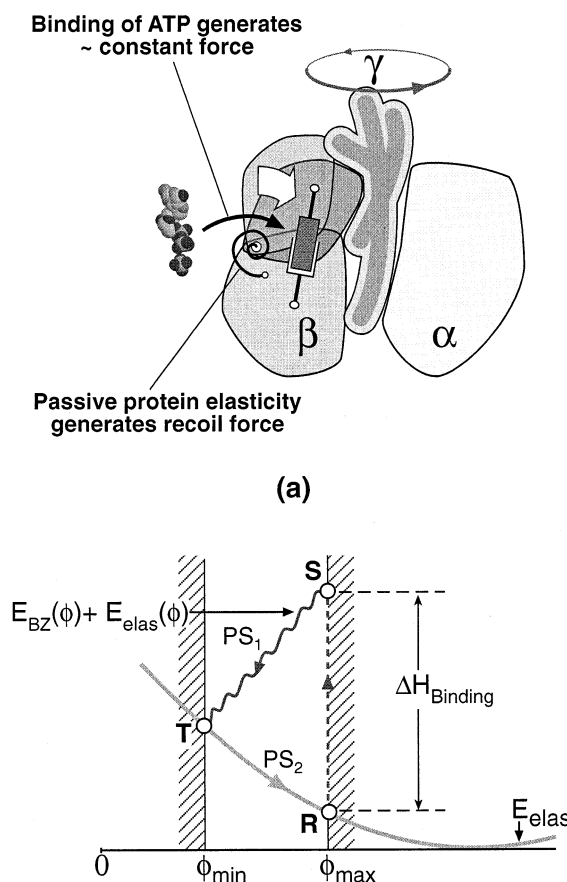 Binding of ATP generates
~ constant force
γ
β
α
Passive protein elasticity
generates recoil force
(a)
S
E_BZ(ϕ) + E_elas(ϕ)
PS₁
ΔH_Binding
T
PS₂
R
E_elas
0
ϕ_min
ϕ_max